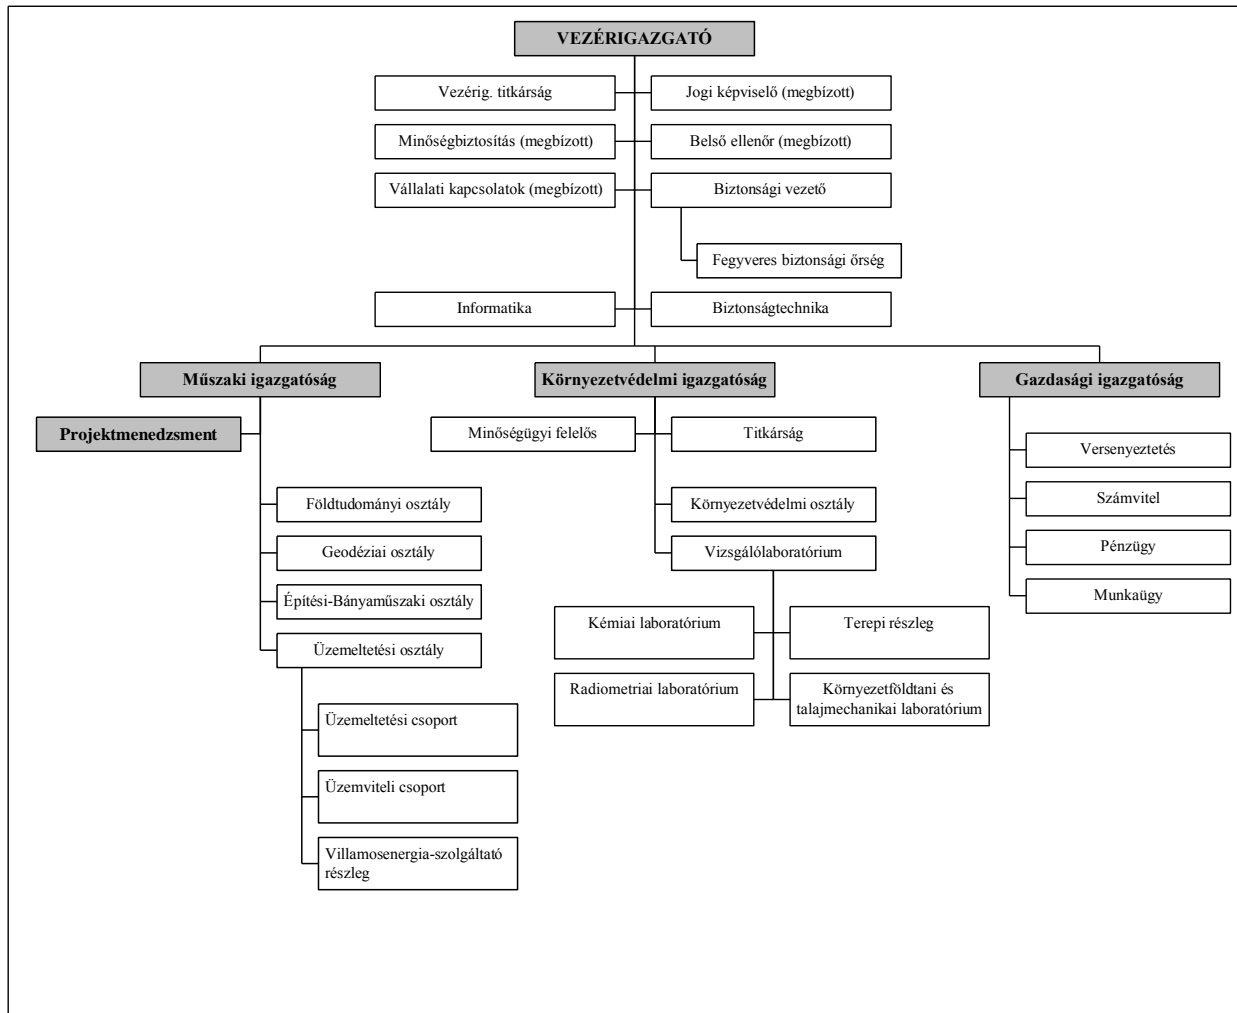 VEZÉRIGAZGATÓ
Vezérig. titkárság
Jogi képviselő (megbízott)
Minőségbiztosítás (megbízott)
Belső ellenőr (megbízott)
Vállalati kapcsolatok (megbízott)
Biztonsági vezető
Fegyveres biztonsági őrség
Informatika
Biztonságtechnika
Műszaki igazgatóság
Környezetvédelmi igazgatóság
Gazdasági igazgatóság
Projektmenedzsment
Minőségügyi felelős
Titkárság
Versenyeztetés
Földtudományi osztály
Környezetvédelmi osztály
Számvitel
Geodéziai osztály
Vizsgálólaboratórium
Pénzügy
Építési-Bányaműszaki osztály
Munkaügy
Kémiai laboratórium
Terepi részleg
Üzemeltetési osztály
Radiometriai laboratórium
Környezetföldtani és
talajmechanikai laboratórium
Üzemeltetési csoport
Üzemviteli csoport
Villamosenergia-szolgáltató
részleg